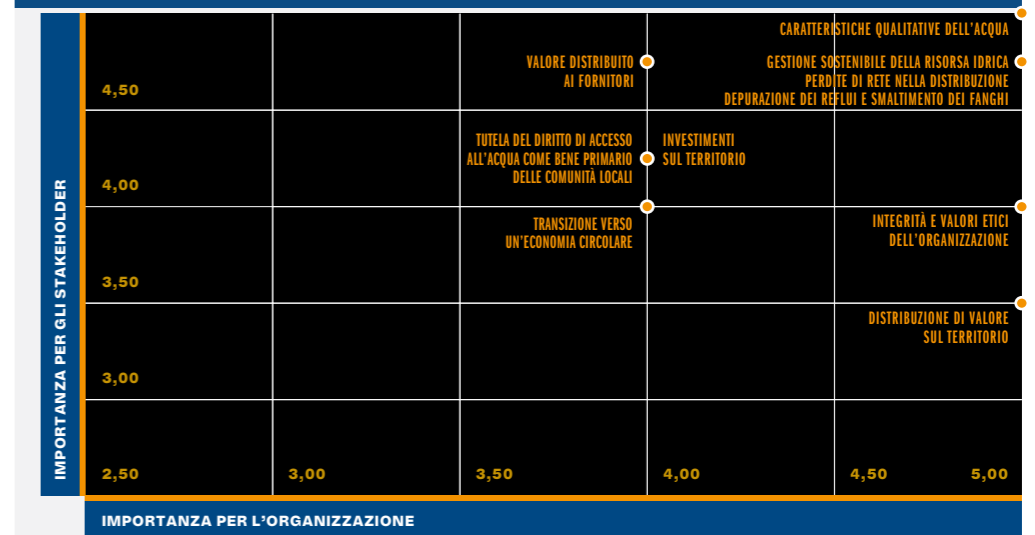 CARATTERISTICHE QUALITATIVE DELL'ACQUA
VALORE DISTRIBUITO
AI FORNITORI
GESTIONE SOSTENIBILE DELLA RISORSA IDRICA
PERDITE DI RETE NELLA DISTRIBUZIONE
DEPURAZIONE DEI REFLUI E SMALTIMENTO DEI FANGHI
4,50
TUTELA DEL DIRITTO DI ACCESSO
ALL'ACQUA COME BENE PRIMARIO
DELLE COMUNITÀ LOCALI
INVESTIMENTI
SUL TERRITORIO
4,00
TRANSIZIONE VERSO
UN'ECONOMIA CIRCOLARE
INTEGRITÀ E VALORI ETICI
DELL'ORGANIZZAZIONE
3,50
DISTRIBUZIONE DI VALORE
SUL TERRITORIO
3,00
2,50 3,00 3,50 4,00 4,50 5,00
IMPORTANZA PER GLI STAKEHOLDER
IMPORTANZA PER L'ORGANIZZAZIONE